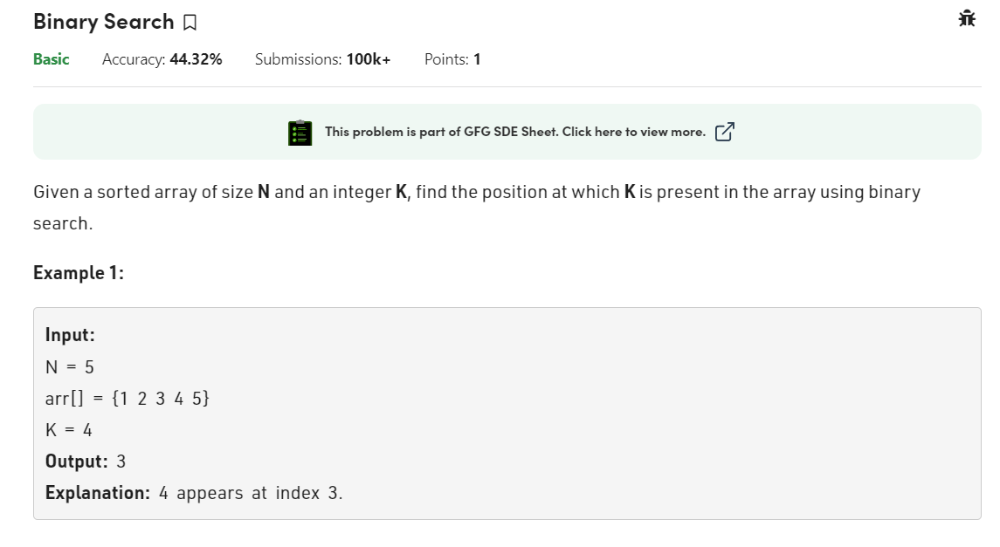 Binary Search
Basic Accuracy: 44.32% Submissions: 100k+ Points: 1
This problem is part of GFG SDE Sheet. Click here to view more.
Given a sorted array of size N and an integer K, find the position at which K is present in the array using binary
search.
Example 1:
Input:
N = 5
arr[] = {1 2 3 4 5}
K = 4
Output: 3
Explanation: 4 appears at index 3.